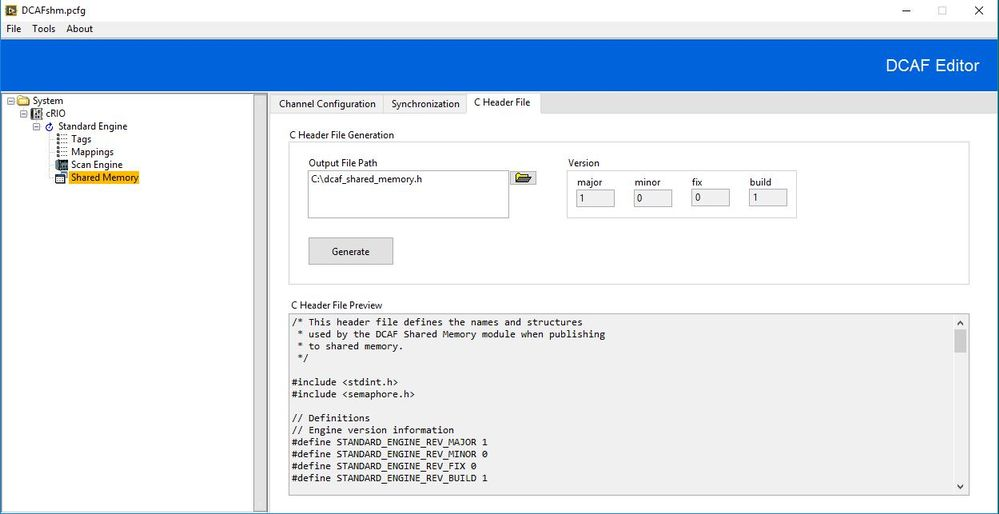 DCAFshm.pcfg
File Tools About
DCAF Editor
System
cRIO
Standard Engine
Tags
Mappings
Scan Engine
Shared Memory
Channel Configuration Synchronization C Header File
C Header File Generation
Output File Path
C:\dcaf_shared_memory.h
Version
major minor fix build
1 0 0 1
Generate
C Header File Preview
/* This header file defines the names and structures
* used by the DCAF Shared Memory module when publishing
* to shared memory.
*/
#include <stdint.h>
#include <semaphore.h>
// Definitions
// Engine version information
#define STANDARD_ENGINE_REV_MAJOR 1
#define STANDARD_ENGINE_REV_MINOR 0
#define STANDARD_ENGINE_REV_FIX 0
#define STANDARD_ENGINE_REV_BUILD 1